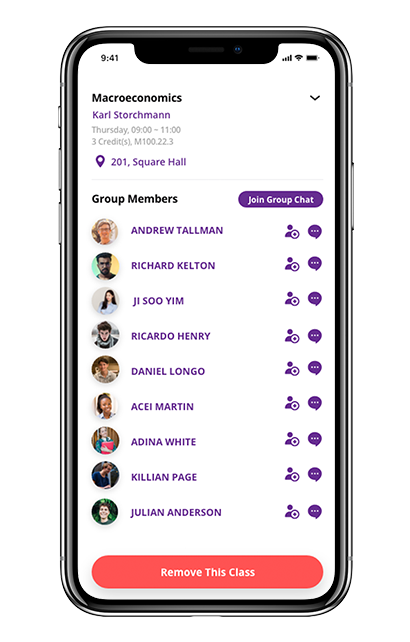 9:41
Macroeconomics
Karl Storchmann
Thursday, 09:00 – 11:00
3 Credit(s), M100.22.3
201, Square Hall
Group Members
Join Group Chat
ANDREW TALLMAN
RICHARD KELTON
JI SOO YIM
RICARDO HENRY
DANIEL LONGO
ACEI MARTIN
ADINA WHITE
KILLIAN PAGE
JULIAN ANDERSON
Remove This Class